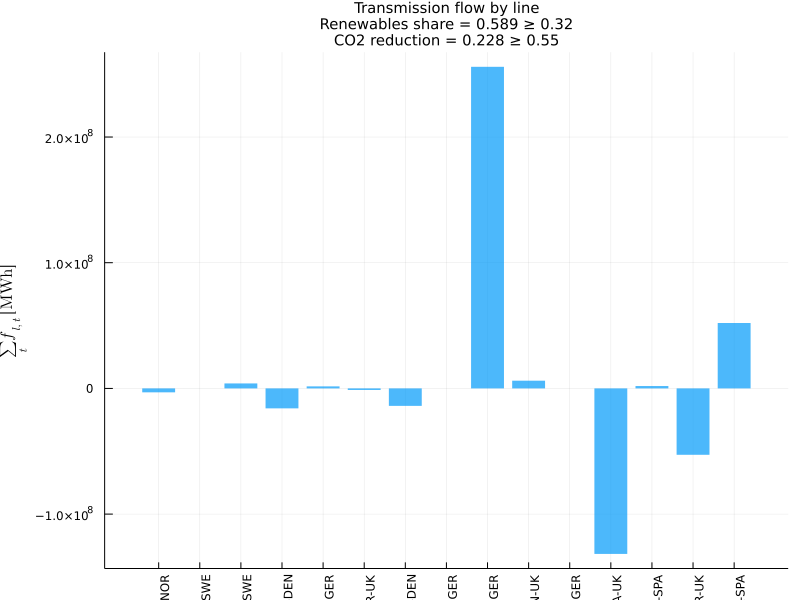 Transmission flow by line
Renewables share = 0.589 ≥ 0.32
CO2 reduction = 0.228 ≥ 0.55
∑ₜ f_{l,t} [MWh]
2.0×10⁸
1.0×10⁸
0
−1.0×10⁸
NOR
SWE
SWE
DEN
GER
R-UK
DEN
GER
GER
N-UK
GER
A-UK
-SPA
R-UK
-SPA